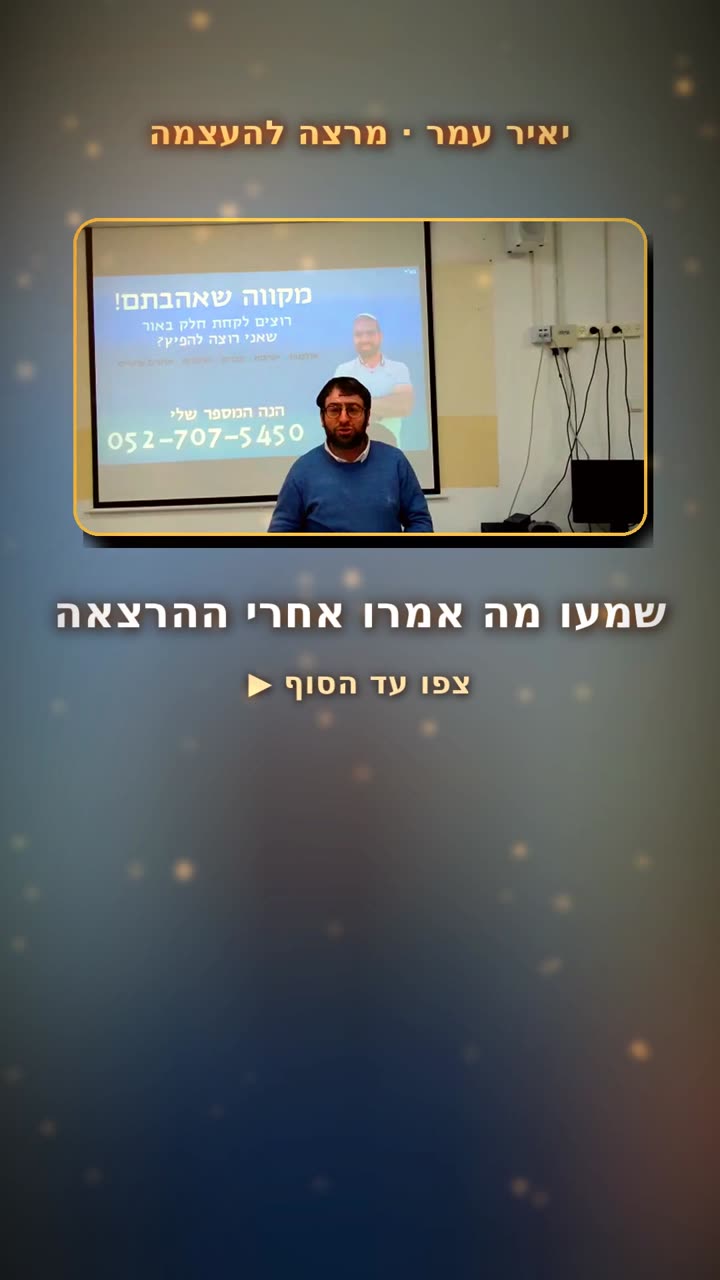 יאיר עמר · מרצה להעצמה
מקווה שאהבתם!
רוצים לקחת חלק באור
שאני רוצה להפיץ?
הנה המספר שלי
052-707-5450
שמעו מה אמרו אחרי ההרצאה
צפו עד הסוף ▶